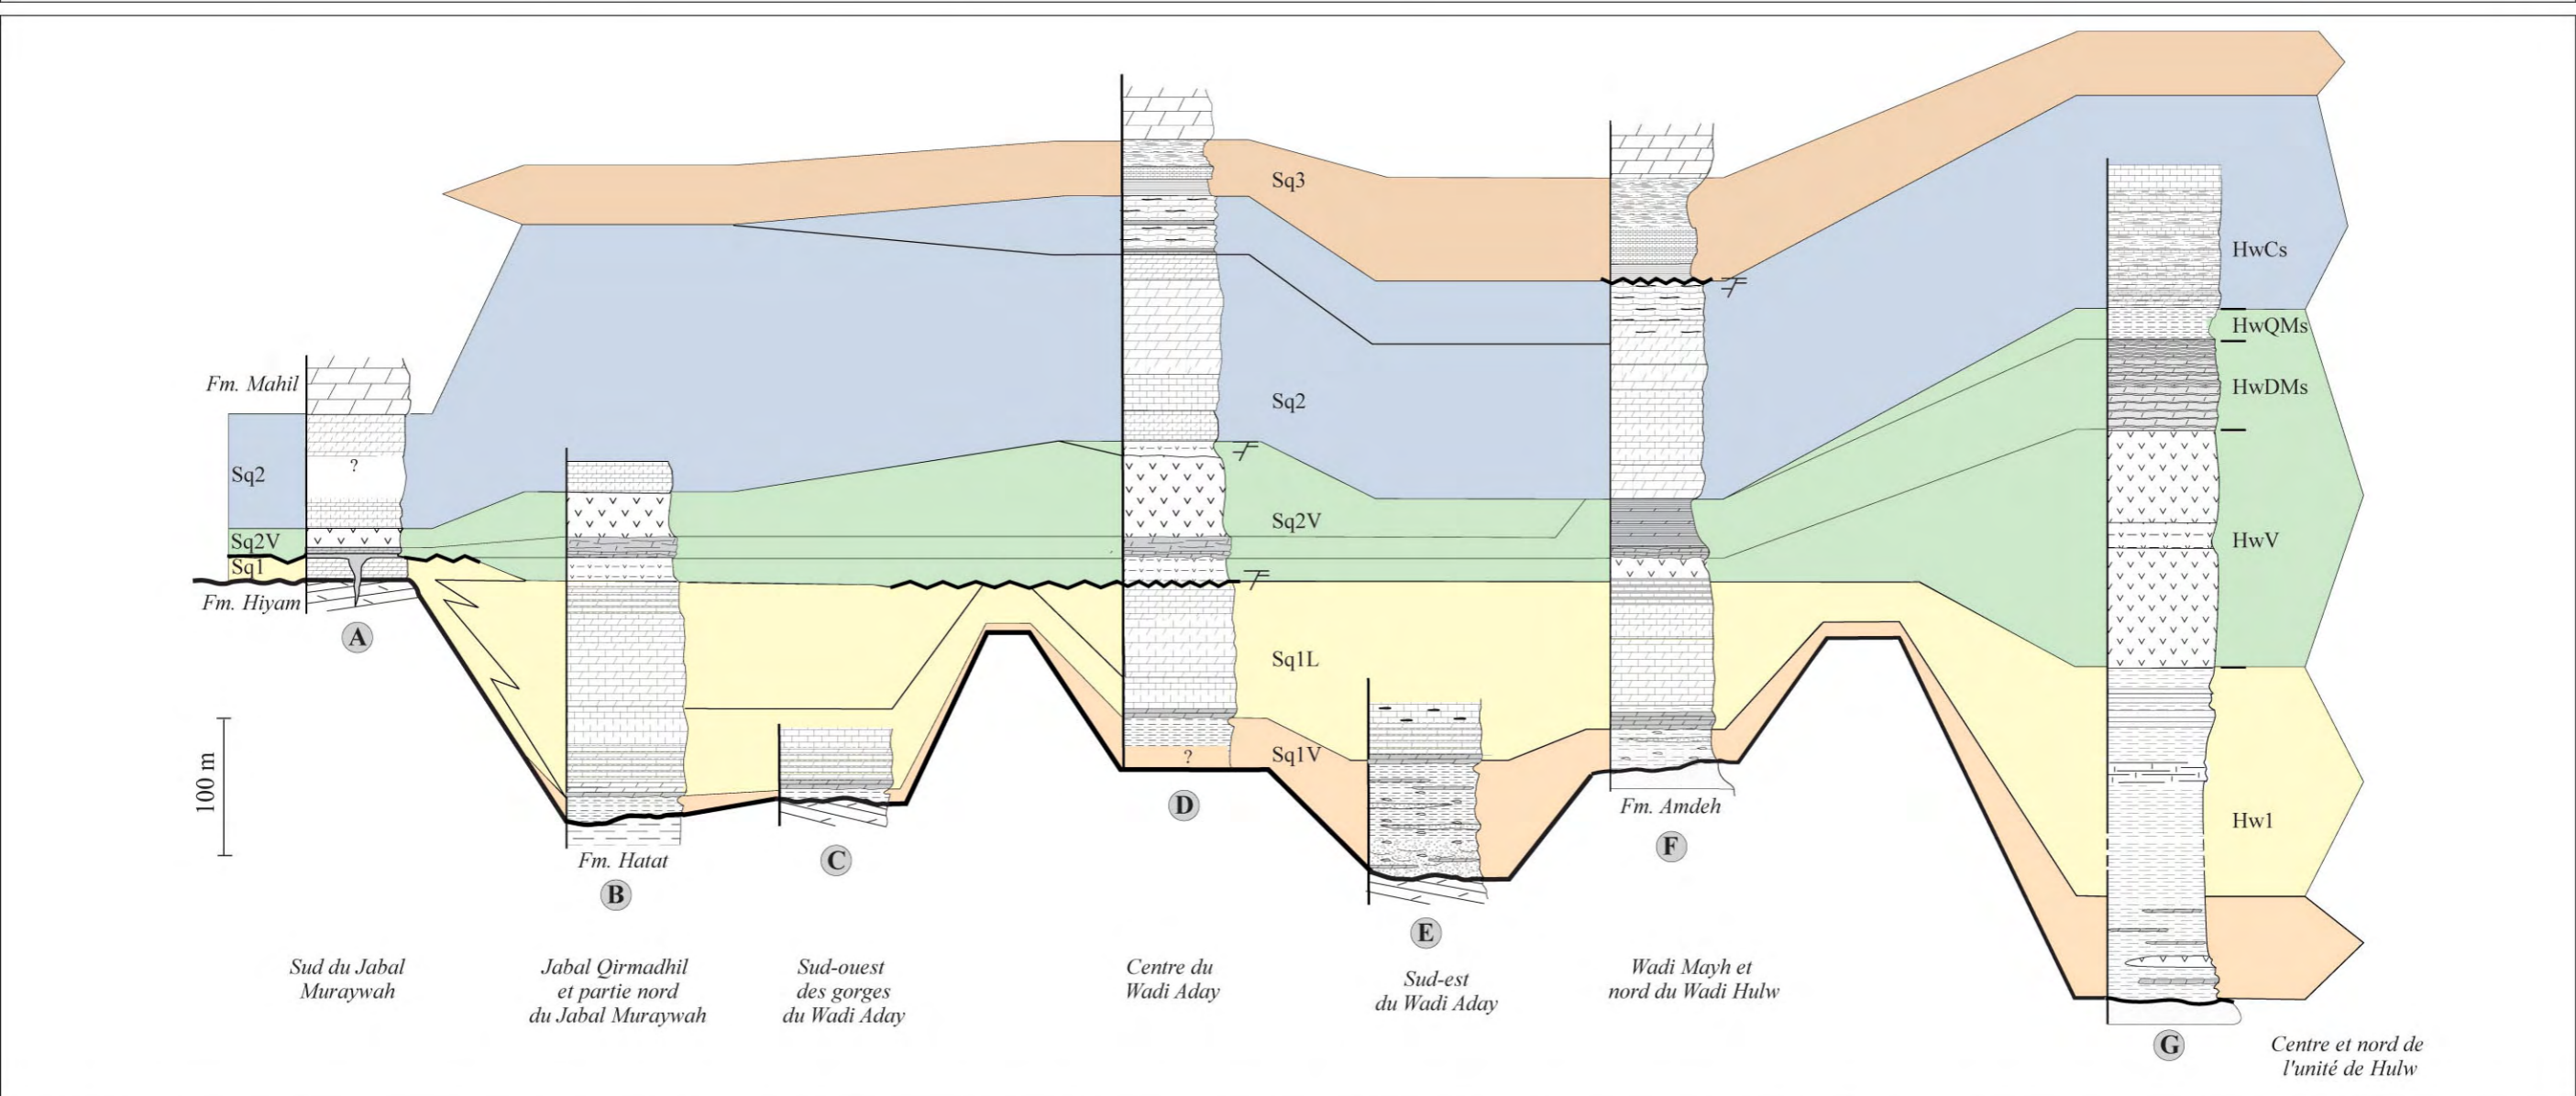 Sq3
HwCs
HwQMs
Fm. Mahil
HwDMs
Sq2
?
Sq2
Sq2V
HwV
Sq2V
Sq1
Fm. Hiyam
A
Sq1L
Sq1V
?
100 m
Fm. Amdeh
D
Hw1
F
Fm. Hatat
C
B
E
Sud du Jabal
Muraywah
Jabal Qirmadhil
et partie nord
du Jabal Muraywah
Sud-ouest
des gorges
du Wadi Aday
Centre du
Wadi Aday
Sud-est
du Wadi Aday
Wadi Mayh et
nord du Wadi Hulw
G
Centre et nord de
l'unité de Hulw